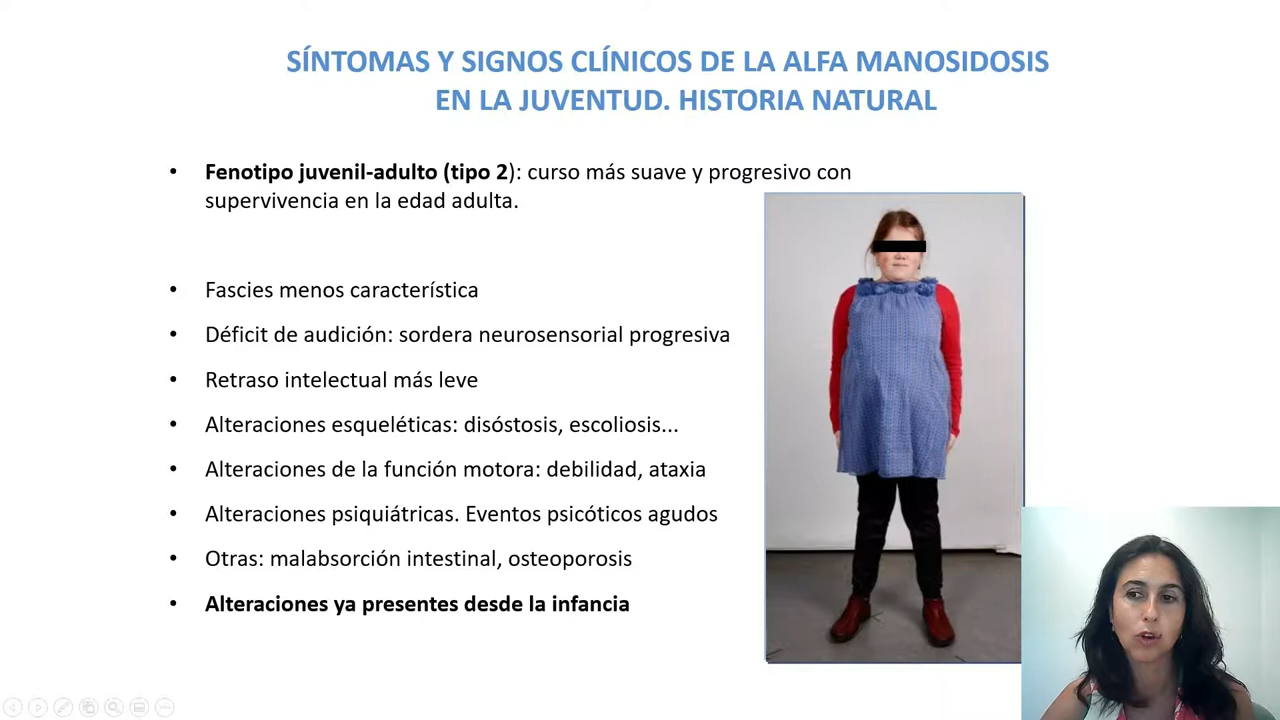 SÍNTOMAS Y SIGNOS CLÍNICOS DE LA ALFA MANOSIDOSIS
EN LA JUVENTUD. HISTORIA NATURAL
• Fenotipo juvenil-adulto (tipo 2): curso más suave y progresivo con
supervivencia en la edad adulta.
• Fascies menos característica
• Déficit de audición: sordera neurosensorial progresiva
• Retraso intelectual más leve
• Alteraciones esqueléticas: disóstosis, escoliosis...
• Alteraciones de la función motora: debilidad, ataxia
• Alteraciones psiquiátricas. Eventos psicóticos agudos
• Otras: malabsorción intestinal, osteoporosis
• Alteraciones ya presentes desde la infancia